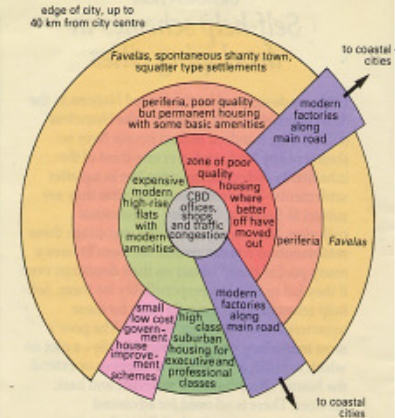 edge of city, up to
40 km from city centre
to coastal
cities
Favelas, spontaneous shanty town,
squatter type settlements
modern
factories
along
main road
periferia, poor quality
but permanent housing
with some basic amenities
zone of poor
quality
housing
where
better
off have
moved
out
expensive
modern
high-rise
flats
with
modern
amenities
CBD
offices,
shops
and traffic
congestion
periferia
Favelas
modern
factories
along
main road
small
low cost
govern-
ment
house
improve-
ment
schemes
high
class
suburban
housing for
executive and
professional
classes
to coastal
cities